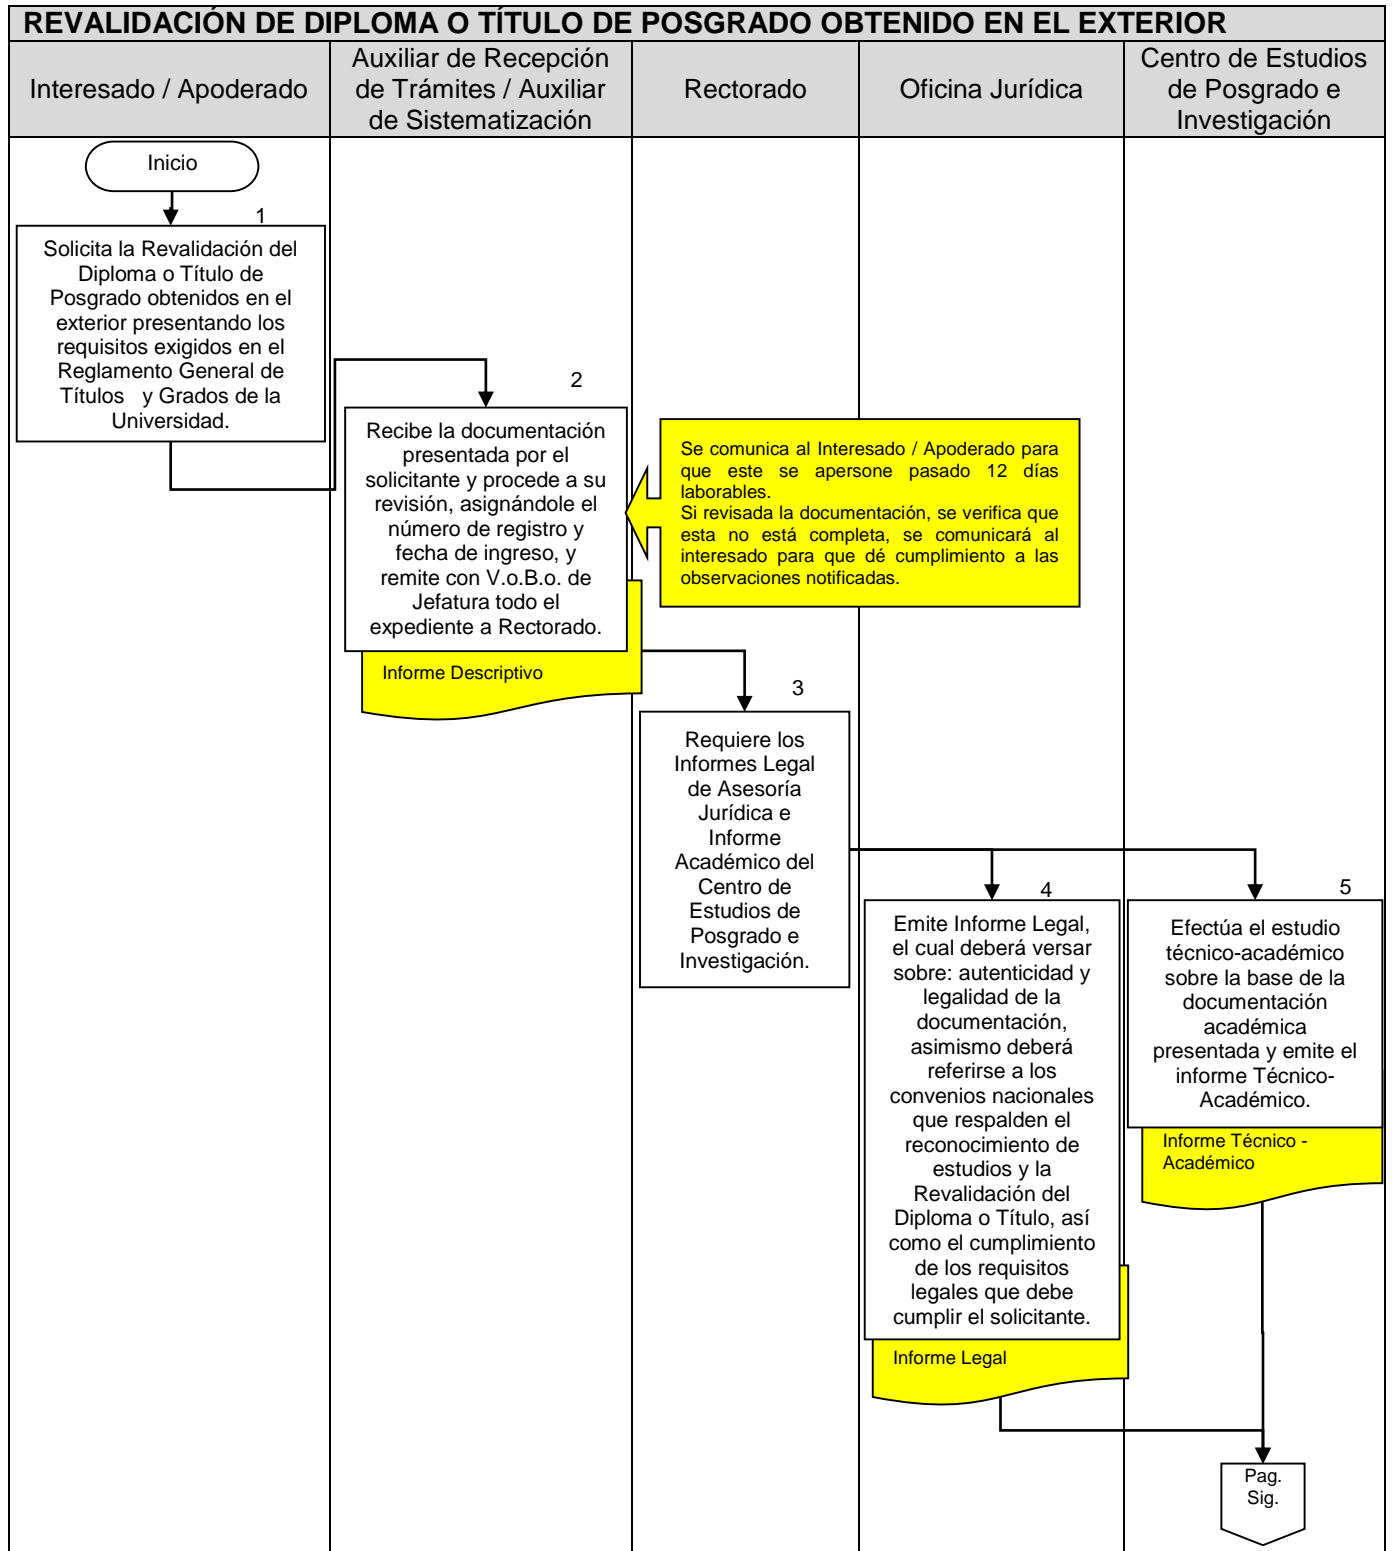 REVALIDACIÓN DE DIPLOMA O TÍTULO DE POSGRADO OBTENIDO EN EL EXTERIOR
Interesado / Apoderado
Auxiliar de Recepción
de Trámites / Auxiliar
de Sistematización
Rectorado
Oficina Jurídica
Centro de Estudios
de Posgrado e
Investigación
Inicio
1
Solicita la Revalidación del
Diploma o Título de
Posgrado obtenidos en el
exterior presentando los
requisitos exigidos en el
Reglamento General de
Títulos y Grados de la
Universidad.
2
Recibe la documentación
presentada por el
solicitante y procede a su
revisión, asignándole el
número de registro y
fecha de ingreso, y
remite con V.o.B.o. de
Jefatura todo el
expediente a Rectorado.
Informe Descriptivo
Se comunica al Interesado / Apoderado para
que este se apersone pasado 12 días
laborables.
Si revisada la documentación, se verifica que
esta no está completa, se comunicará al
interesado para que dé cumplimiento a las
observaciones notificadas.
3
Requiere los
Informes Legal
de Asesoría
Jurídica e
Informe
Académico del
Centro de
Estudios de
Posgrado e
Investigación.
4
Emite Informe Legal,
el cual deberá versar
sobre: autenticidad y
legalidad de la
documentación,
asimismo deberá
referirse a los
convenios nacionales
que respalden el
reconocimiento de
estudios y la
Revalidación del
Diploma o Título, así
como el cumplimiento
de los requisitos
legales que debe
cumplir el solicitante.
Informe Legal
5
Efectúa el estudio
técnico-académico
sobre la base de la
documentación
académica
presentada y emite el
informe Técnico-
Académico.
Informe Técnico -
Académico
Pag.
Sig.